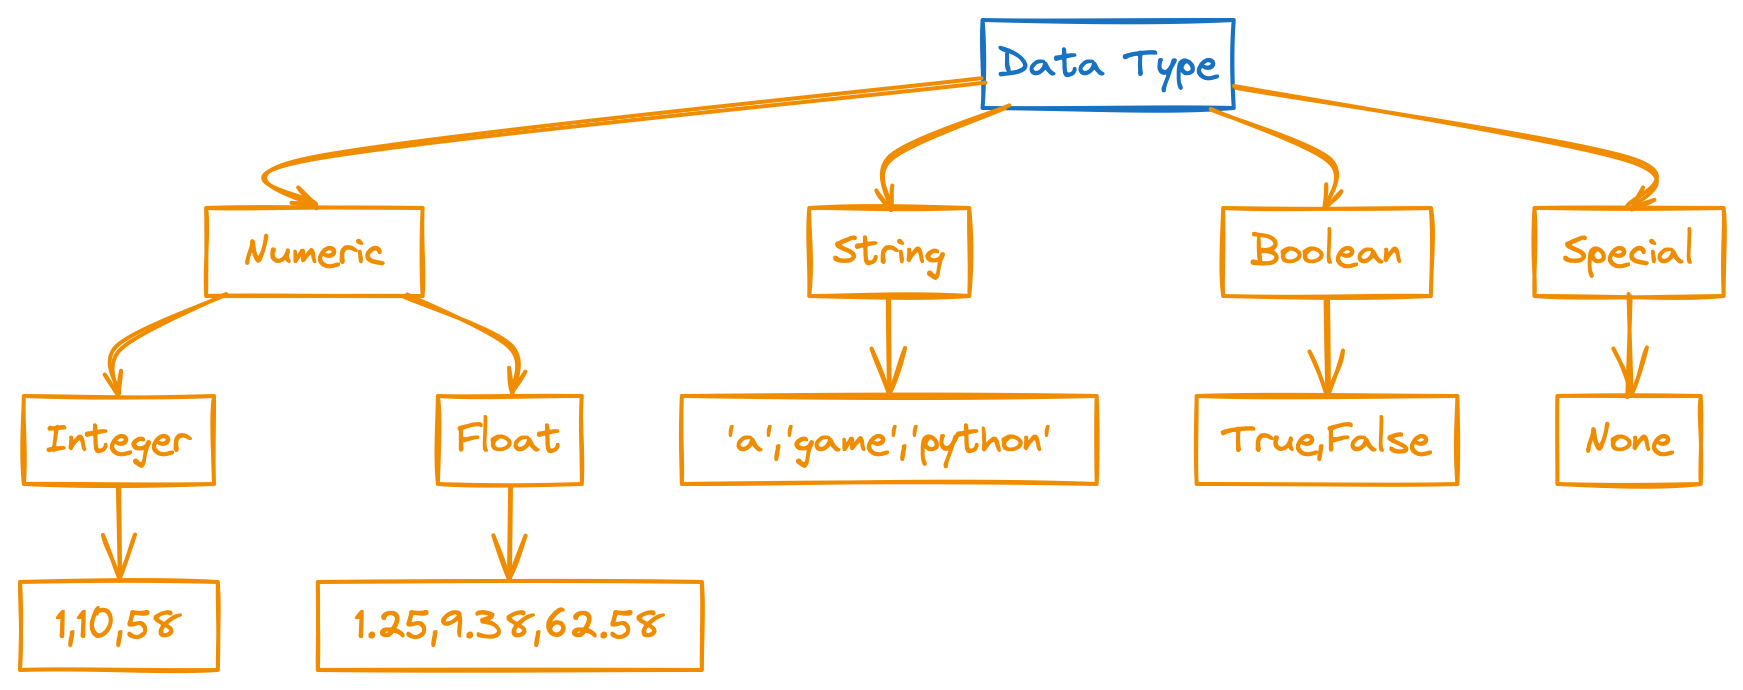 Data Type
Numeric
String
Boolean
Special
Integer
Float
'a','game','python'
True,False
None
1,10,58
1.25,9.38,62.58